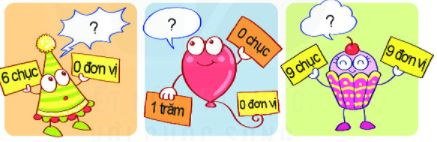 ?
6 chục
0 đơn vị
?
0 chục
1 trăm
0 đơn vị
?
9 chục
9 đơn vị